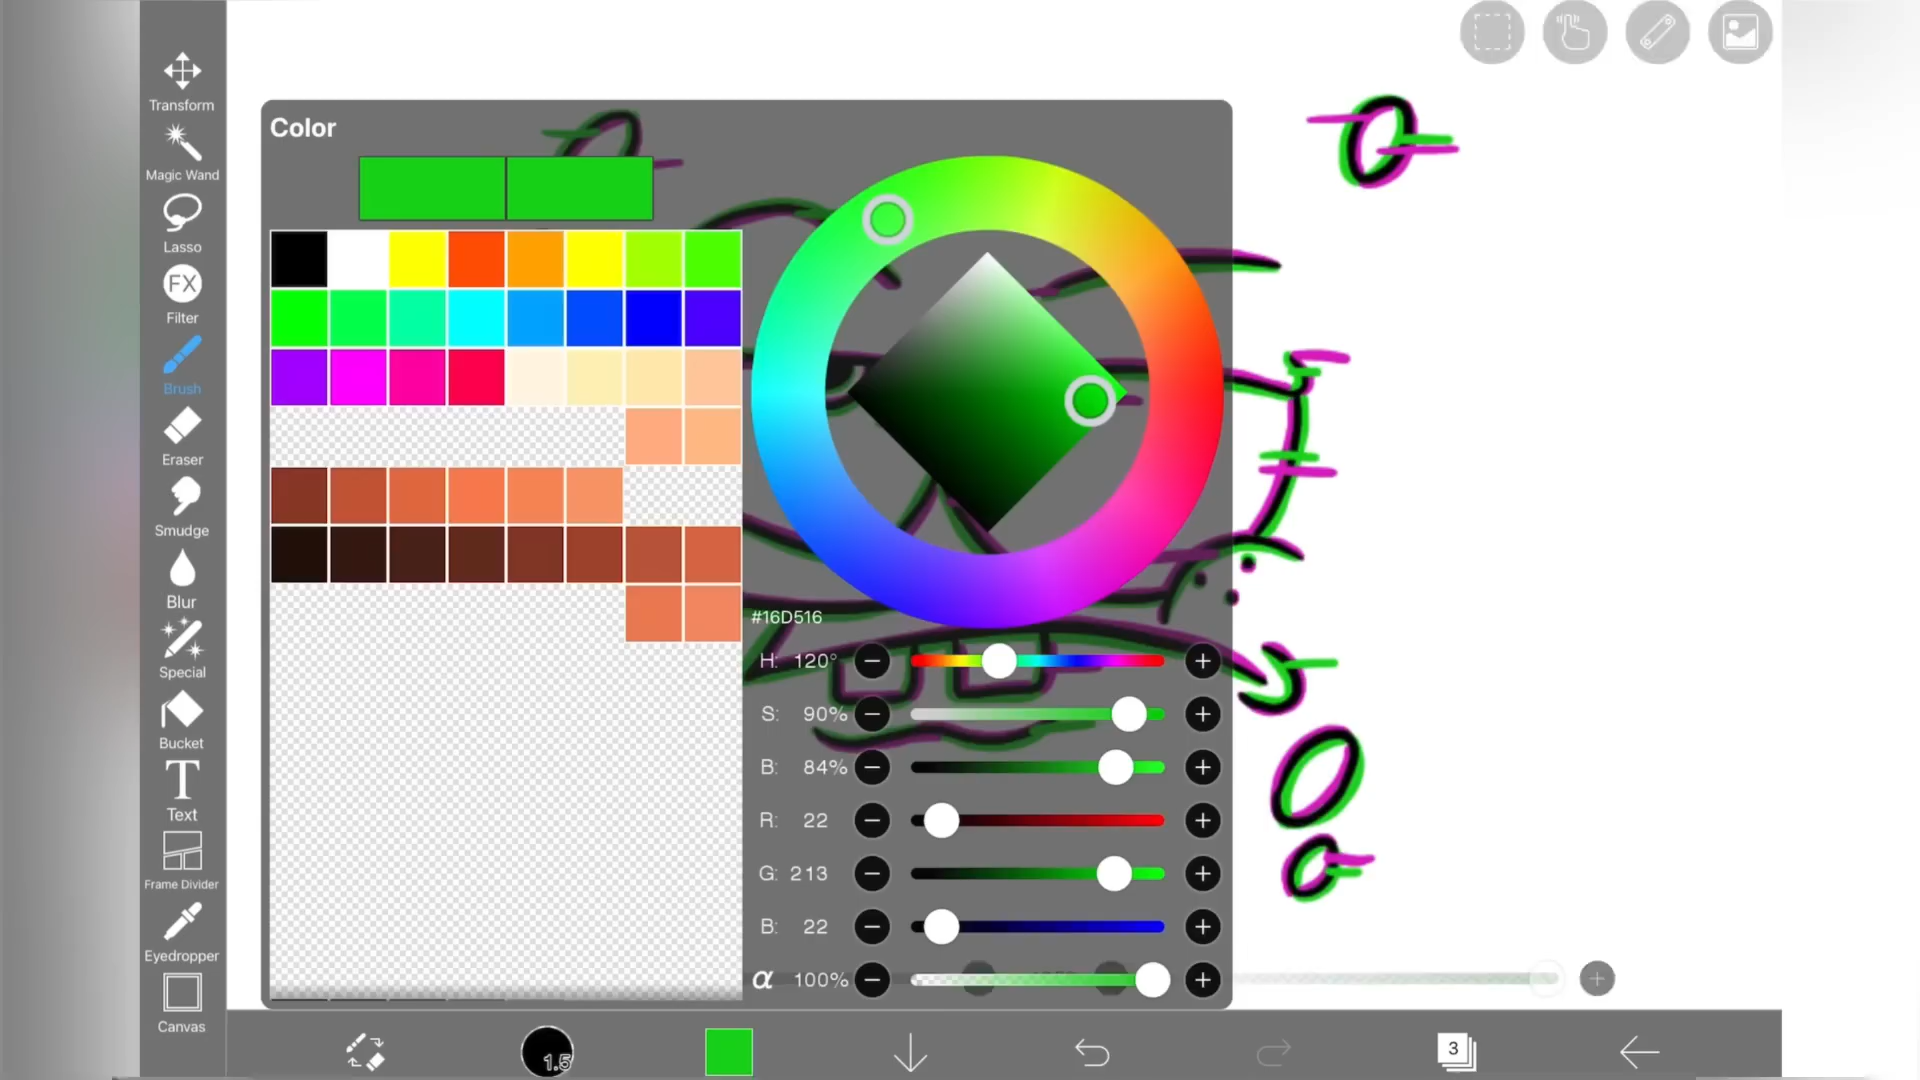 Color
Transform
Magic Wand
Lasso
FX
Filter
Brush
Eraser
Smudge
Blur
Special
Bucket
T
Text
Frame Divider
Eyedropper
Canvas
#16D516
H: 120°
S: 90%
B: 84%
R: 22
G: 213
B: 22
α 100%
1.5
3